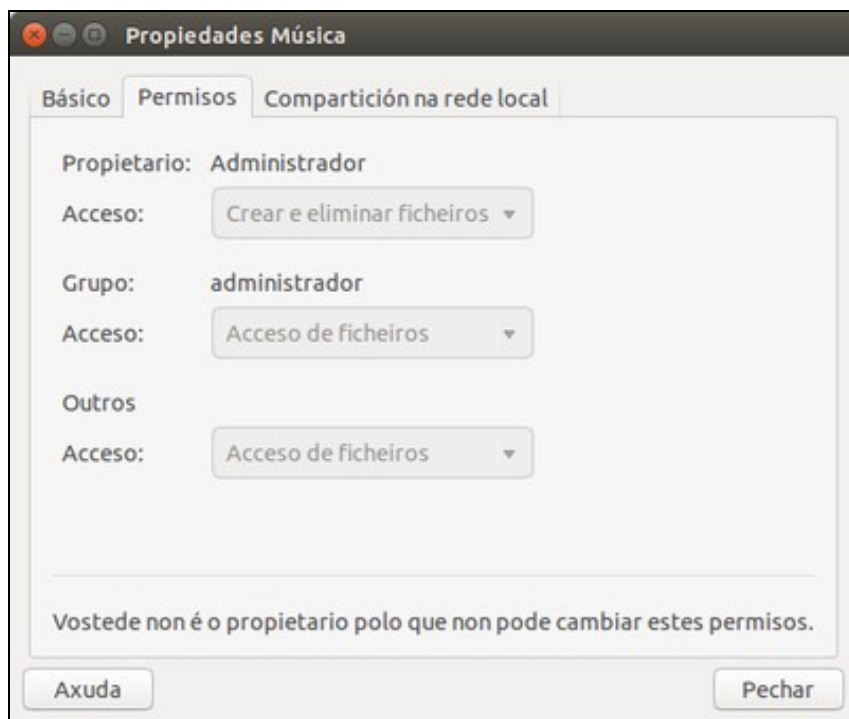 Propiedades Música
Básico Permisos Compartición na rede local
Propietario: Administrador
Acceso: Crear e eliminar ficheiros
Grupo: administrador
Acceso: Acceso de ficheiros
Outros
Acceso: Acceso de ficheiros
Vostede non é o propietario polo que non pode cambiar estes permisos.
Axuda Pechar